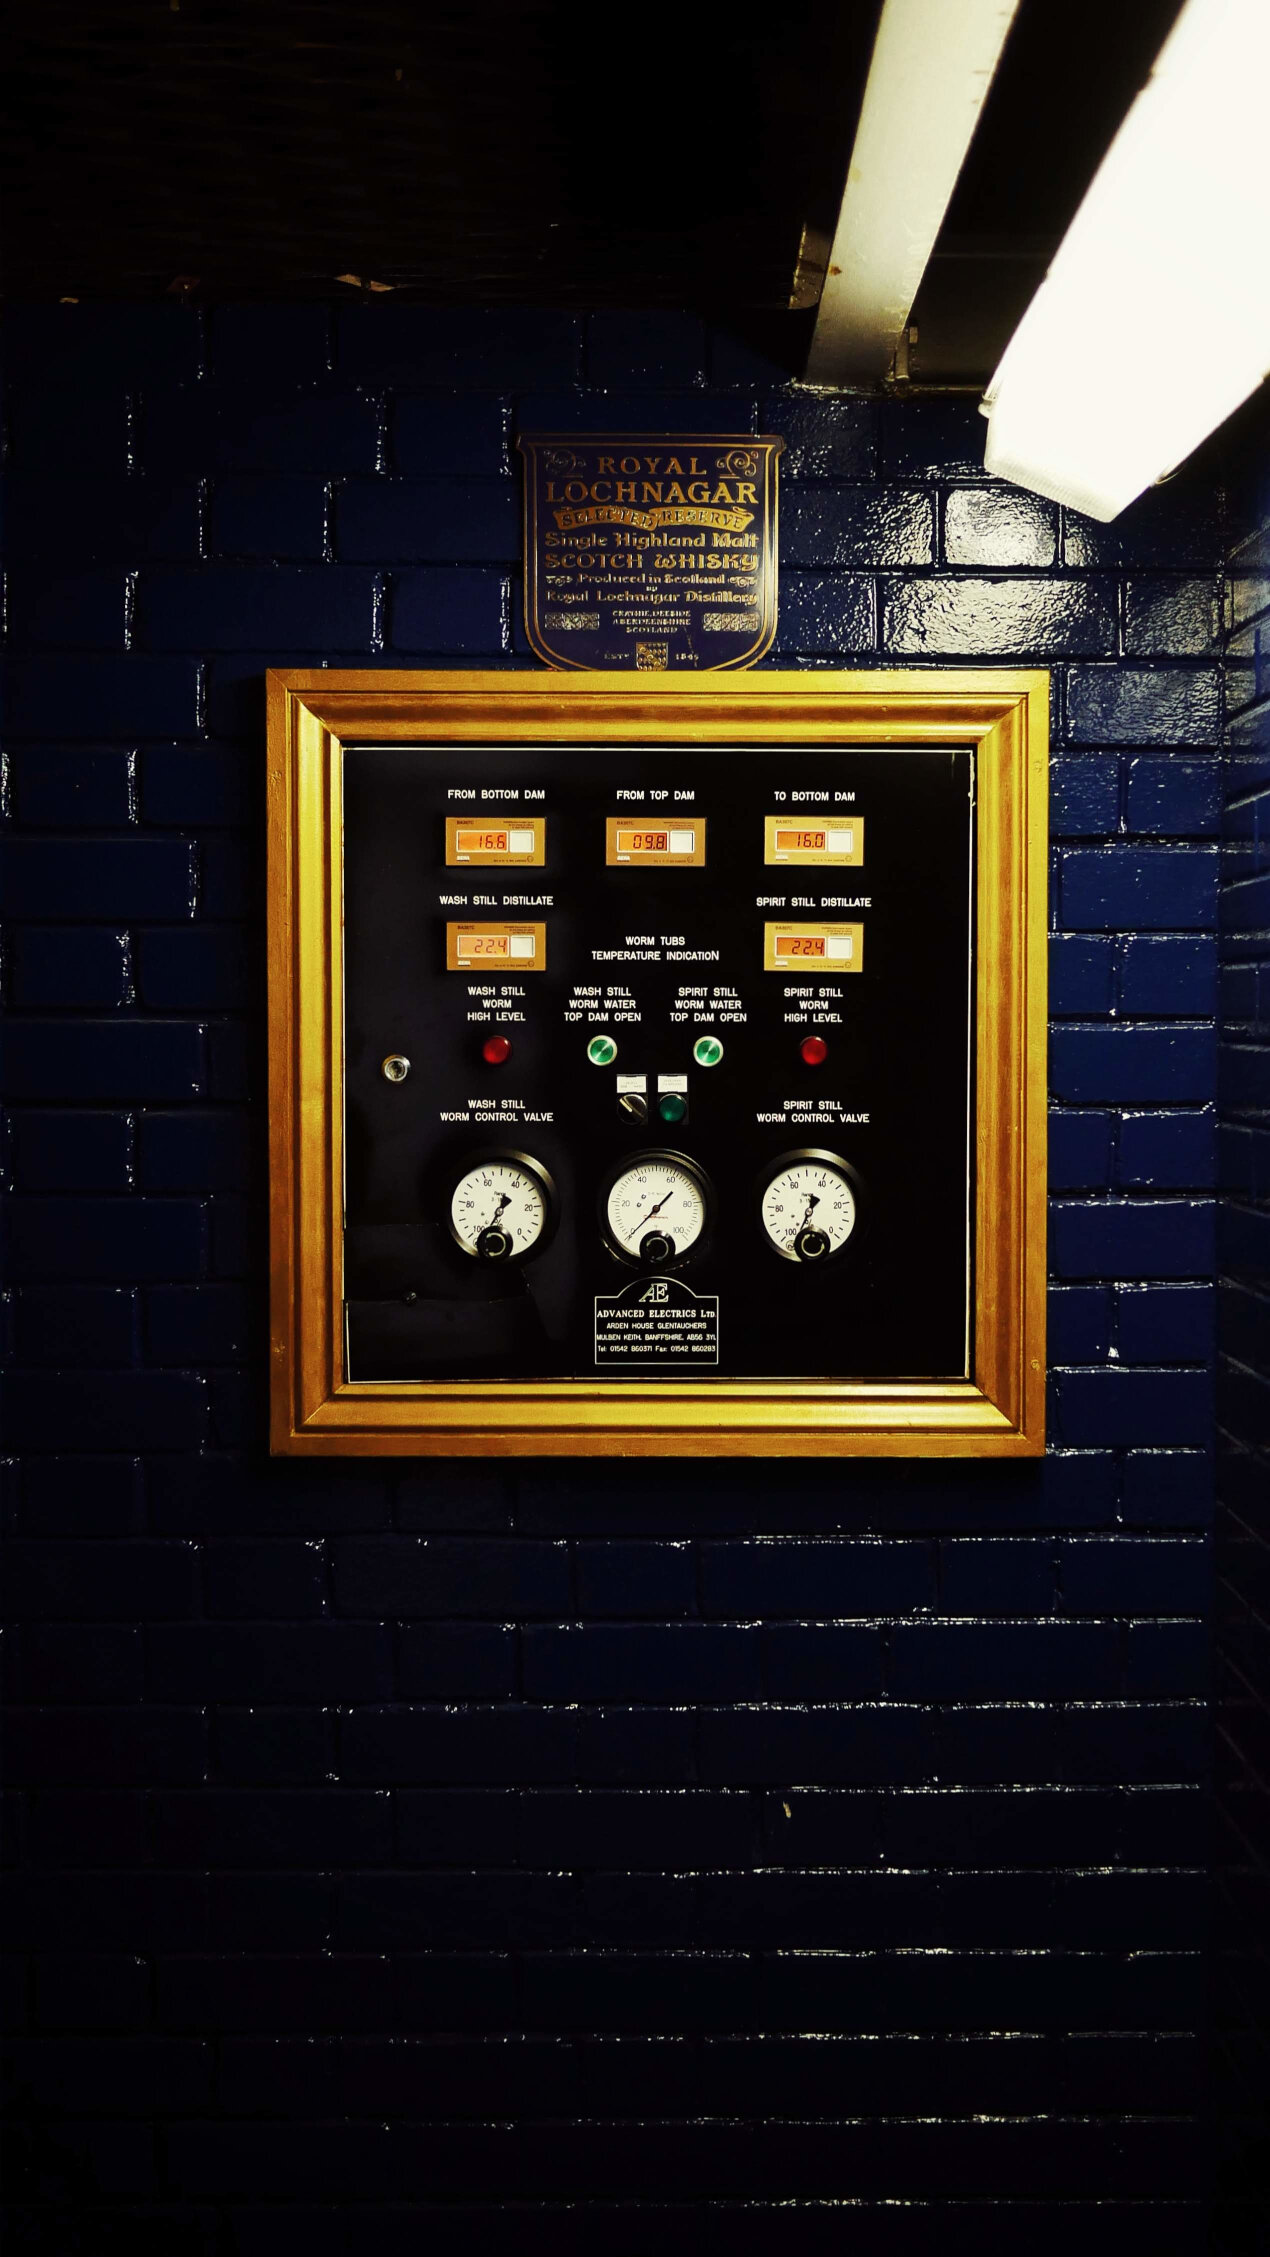 ROYAL
LOCHNAGAR
SELECTED RESERVE
Single Highland Malt
SCOTCH WHISKY
Produced in Scotland
by
Royal Lochnagar Distillery
CRATHIE, DEESIDE
ABERDEENSHIRE
SCOTLAND
ESTD 1845
FROM BOTTOM DAM
FROM TOP DAM
TO BOTTOM DAM
BA367C
16.6
09.8
BA367C
16.0
WASH STILL DISTILLATE
SPIRIT STILL DISTILLATE
22.4
22.4
WORM TUBS
TEMPERATURE INDICATION
WASH STILL
WORM
HIGH LEVEL
WASH STILL
WORM WATER
TOP DAM OPEN
SPIRIT STILL
WORM WATER
TOP DAM OPEN
SPIRIT STILL
WORM
HIGH LEVEL
WASH STILL
WORM CONTROL VALVE
SPIRIT STILL
WORM CONTROL VALVE
100 80 60 40 20 0
0 20 40 60 80 100
100 80 60 40 20 0
AE
ADVANCED ELECTRICS LTD.
ARDEN HOUSE GLENTAUCHERS
MULBEN KEITH, BANFFSHIRE, AB56 3YL
Tel: 01542 860371 Fax: 01542 860283